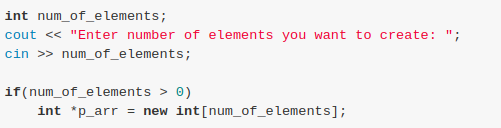 int num_of_elements;
cout << "Enter number of elements you want to create: ";
cin >> num_of_elements;
if(num_of_elements > 0)
    int *p_arr = new int[num_of_elements];